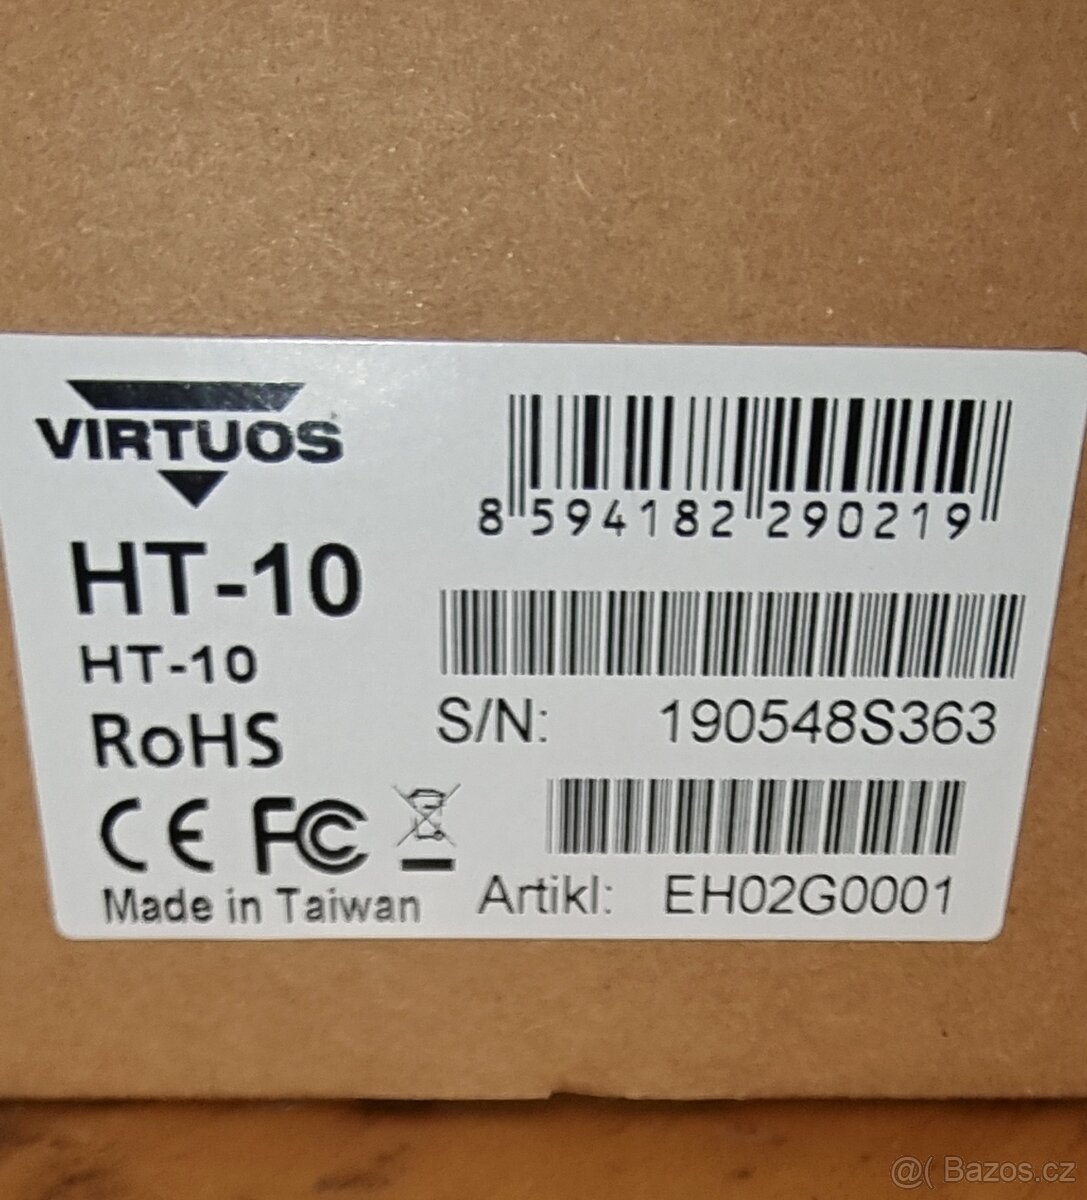 VIRTUOS
HT-10
HT-10
RoHS
CE FC
Made in Taiwan
8 594182 290219
S/N: 190548S363
Artikl: EH02G0001
@( Bazos.cz